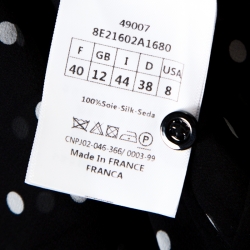 49007
8E21602A1680
F GB I D USA
40 12 44 38 8
100%Soie-Silk-Seda
CNPJ02-046-366/ 0003-99
Made In FRANCE
FRANCA